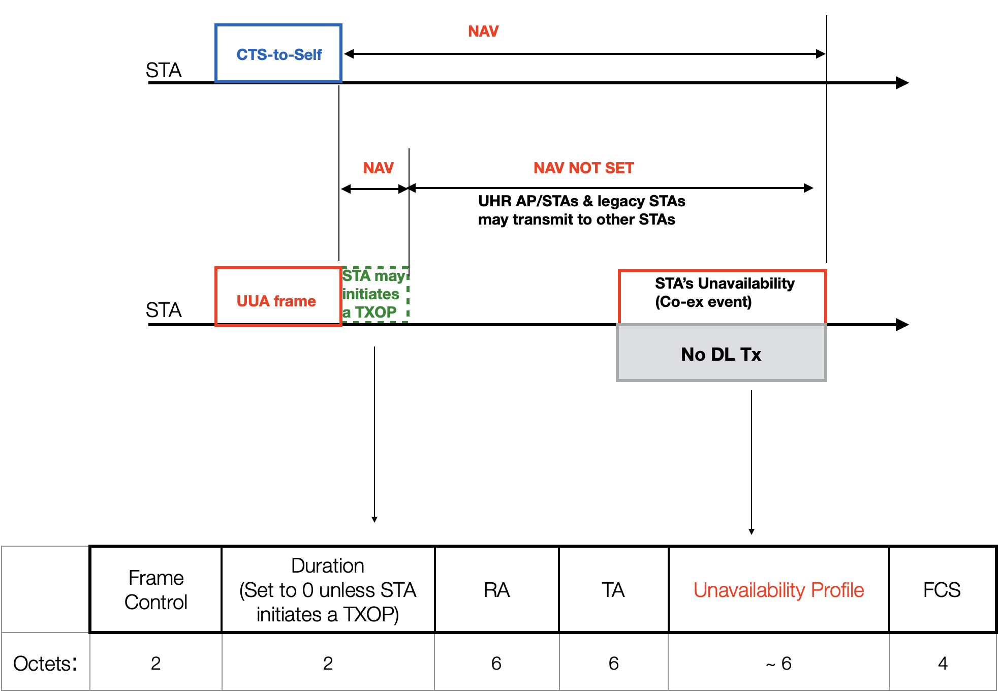 NAV
CTS-to-Self
STA
NAV
NAV NOT SET
UHR AP/STAs & legacy STAs
may transmit to other STAs
STA may
initiates
a TXOP
UUA frame
STA
STA’s Unavailability
(Co-ex event)
No DL Tx
Frame
Control
Duration
(Set to 0 unless STA
initiates a TXOP)
RA
TA
Unavailability Profile
FCS
Octets:
2
2
6
6
~ 6
4